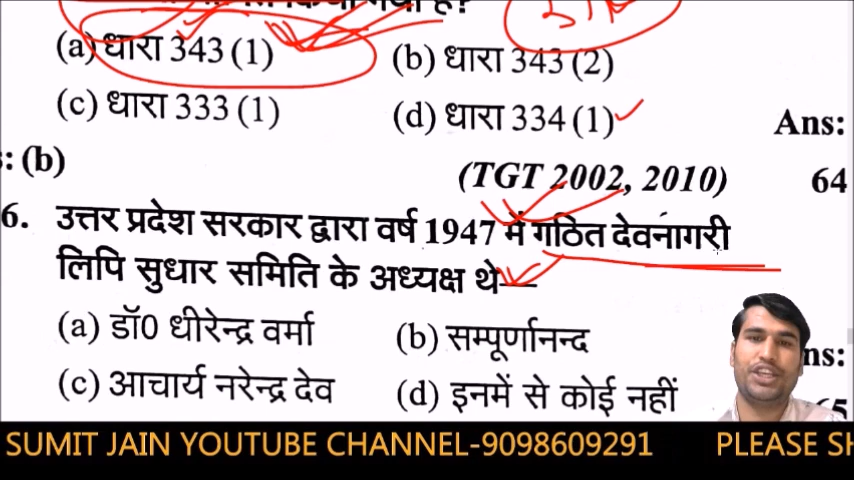 है?
(a) धारा 343 (1)
(b) धारा 343 (2)
(c) धारा 333 (1)
(d) धारा 334 (1)
Ans:
: (b)
(TGT 2002, 2010)
64
6. उत्तर प्रदेश सरकार द्वारा वर्ष 1947 में गठित देवनागरी
लिपि सुधार समिति के अध्यक्ष थे—
(a) डॉ0 धीरेन्द्र वर्मा
(b) सम्पूर्णानन्द
(c) आचार्य नरेन्द्र देव
(d) इनमें से कोई नहीं
ns:
65
SUMIT JAIN YOUTUBE CHANNEL-9098609291 PLEASE SH